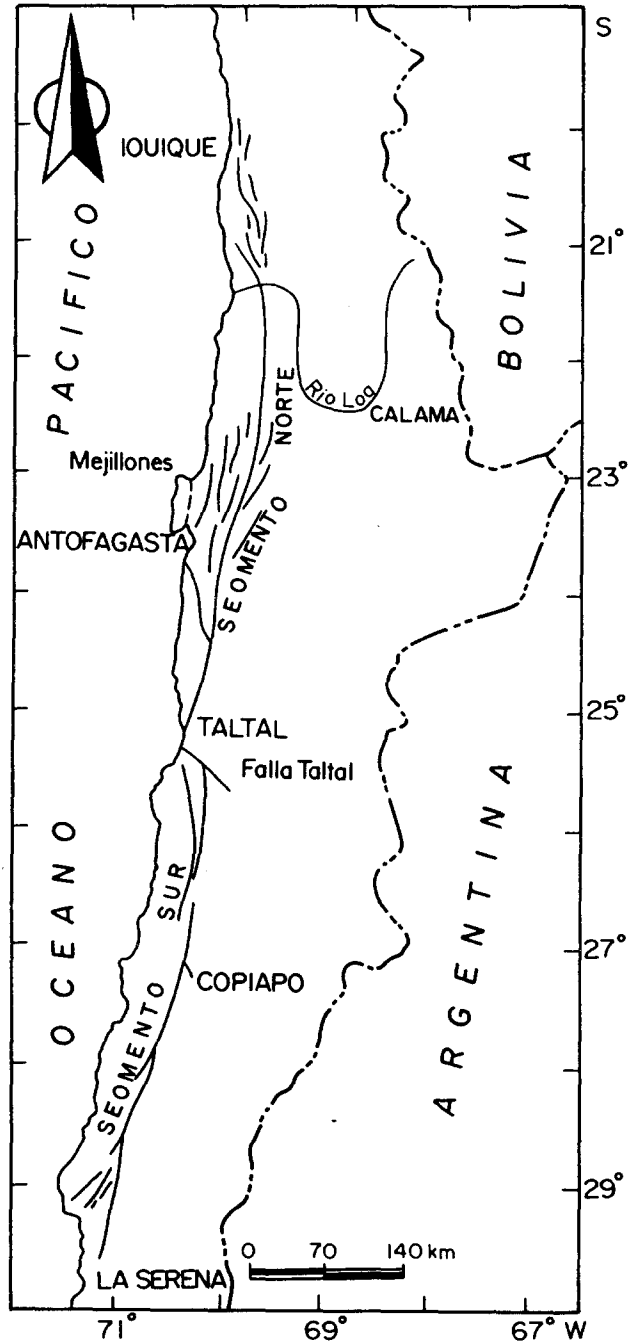 S
IOUIQUE
BOLIVIA
21°
PACIFICO
Rio Loa
NORTE
CALAMA
Mejillones
23°
ANTOFAGASTA
SEOMENTO
TALTAL
25°
Falla Taltal
ARGENTINA
OCEANO
SUR
27°
COPIAPO
SEOMENTO
29°
0 70 140 km
LA SERENA
71° 69° 67° W